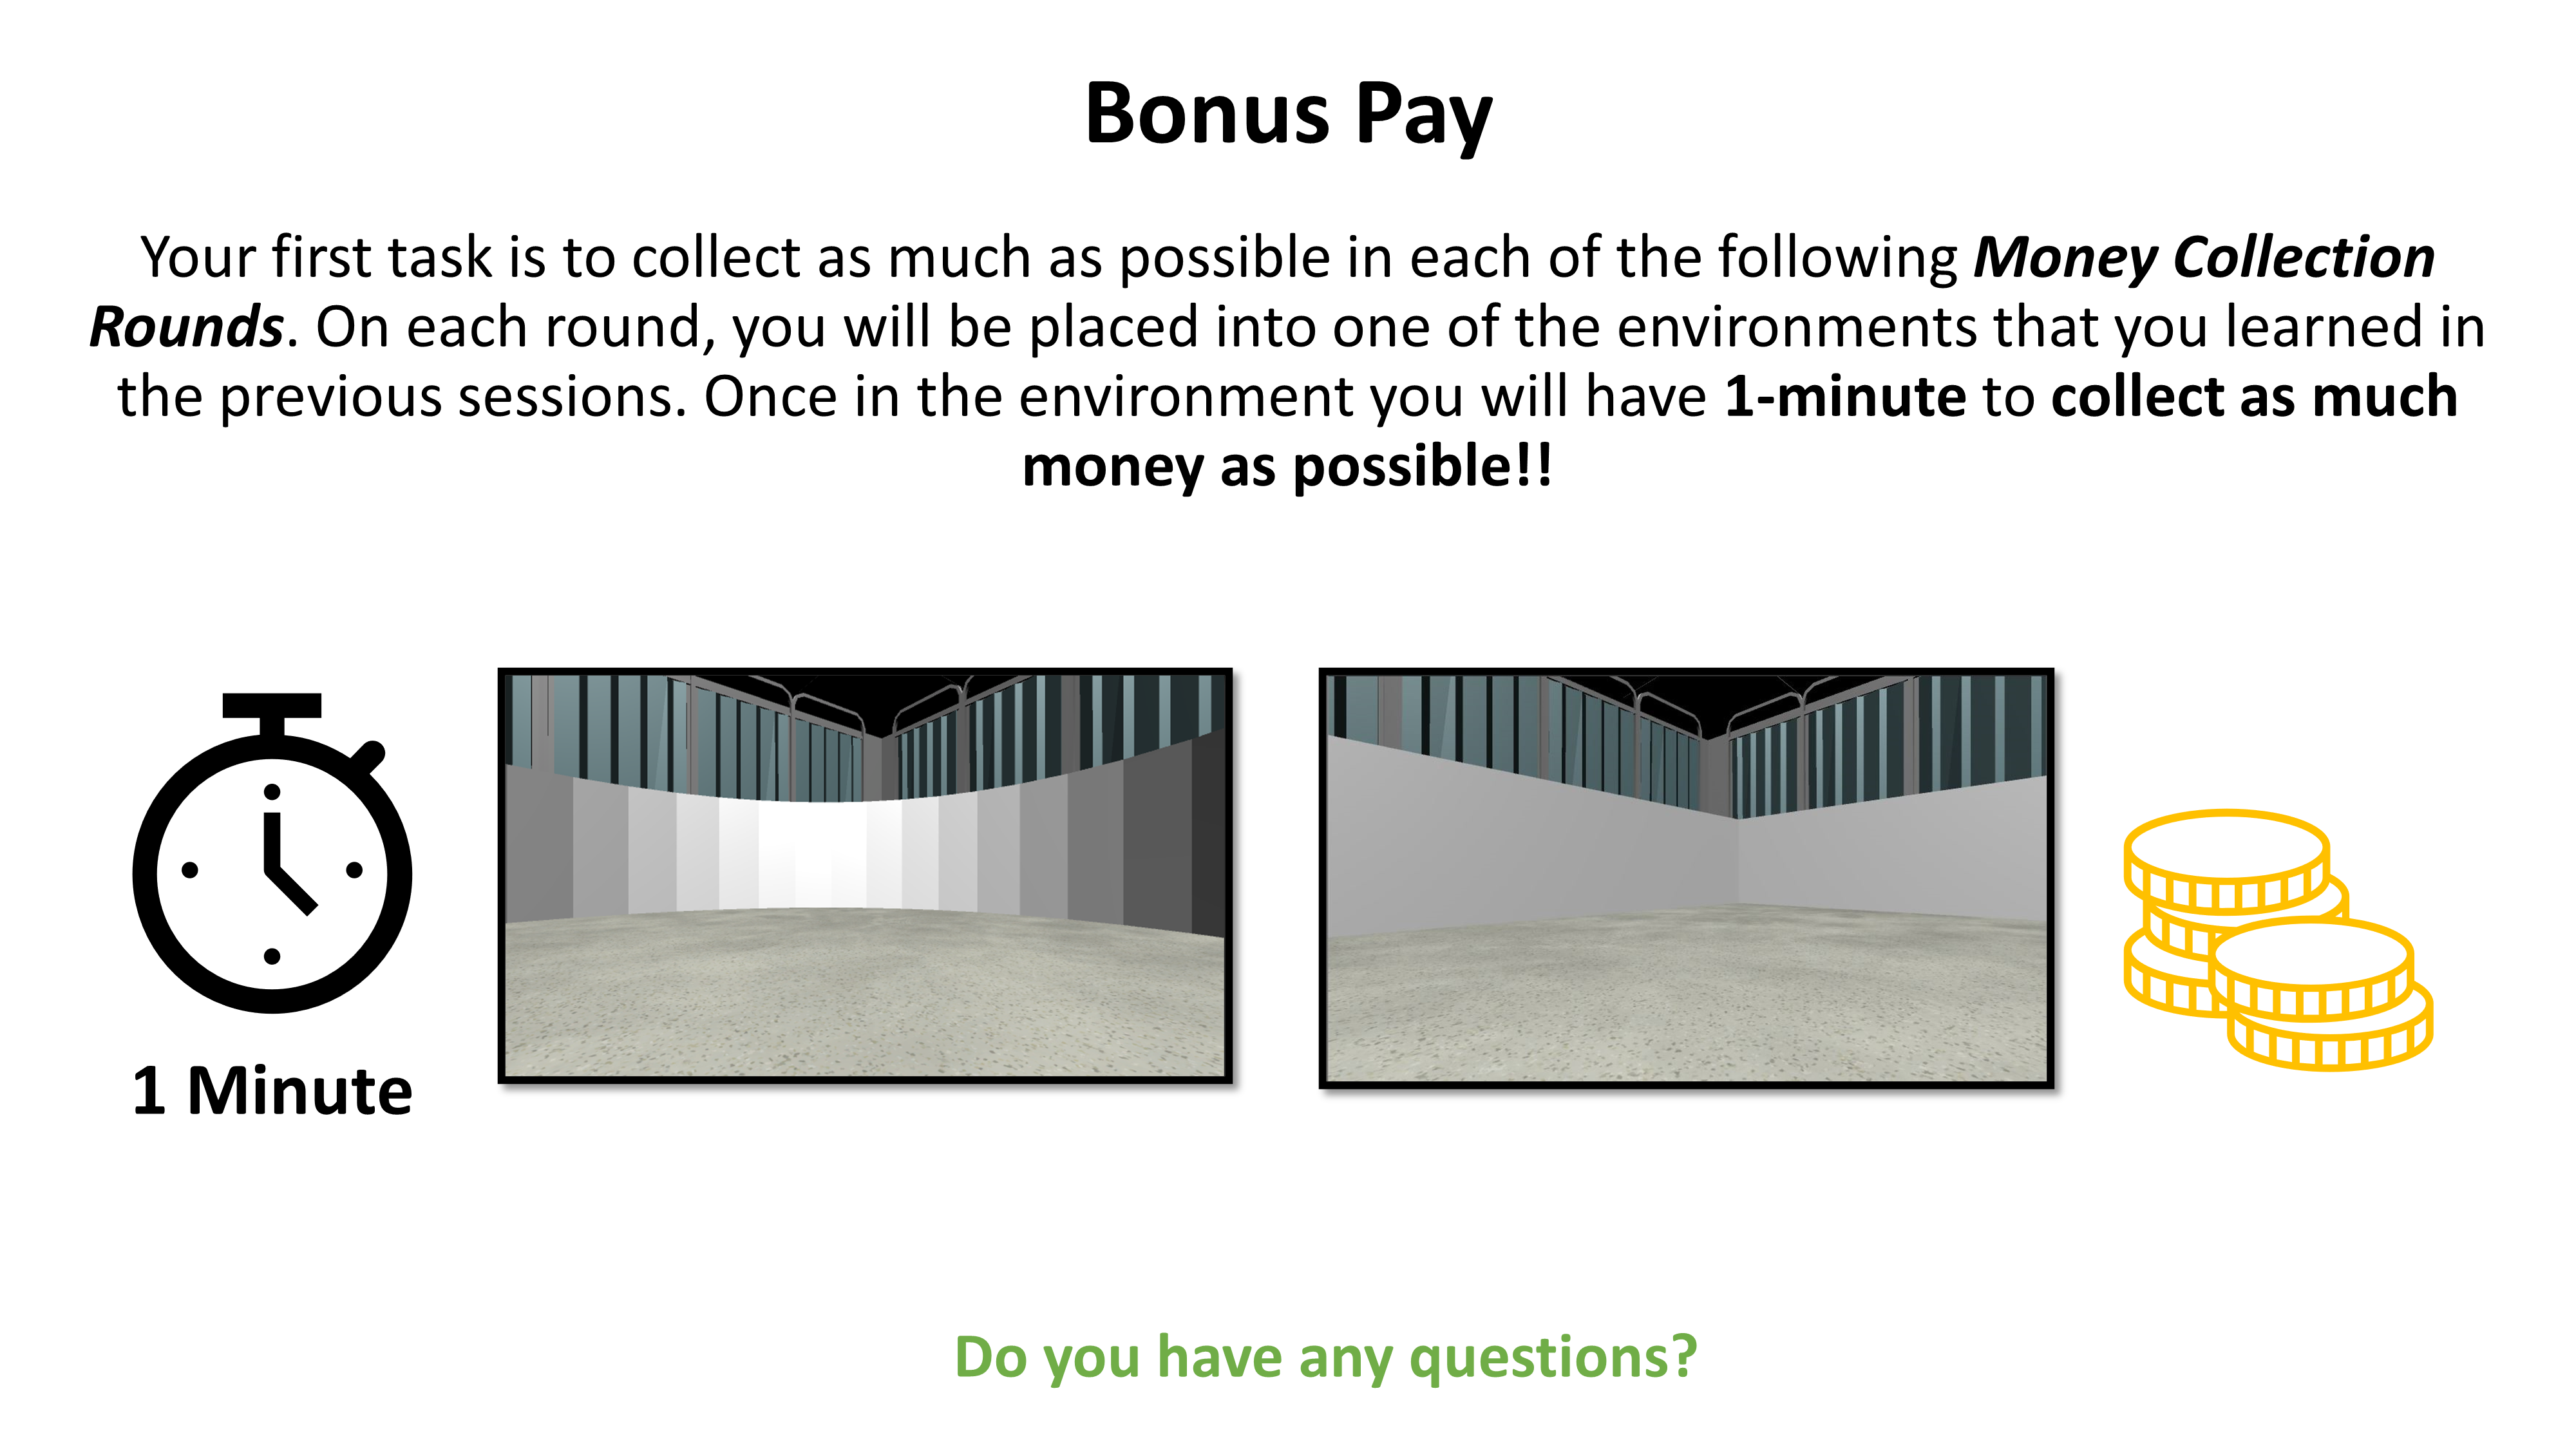 Bonus Pay
Your first task is to collect as much as possible in each of the following Money Collection
Rounds. On each round, you will be placed into one of the environments that you learned in
the previous sessions. Once in the environment you will have 1-minute to collect as much
money as possible!!
1 Minute
Do you have any questions?